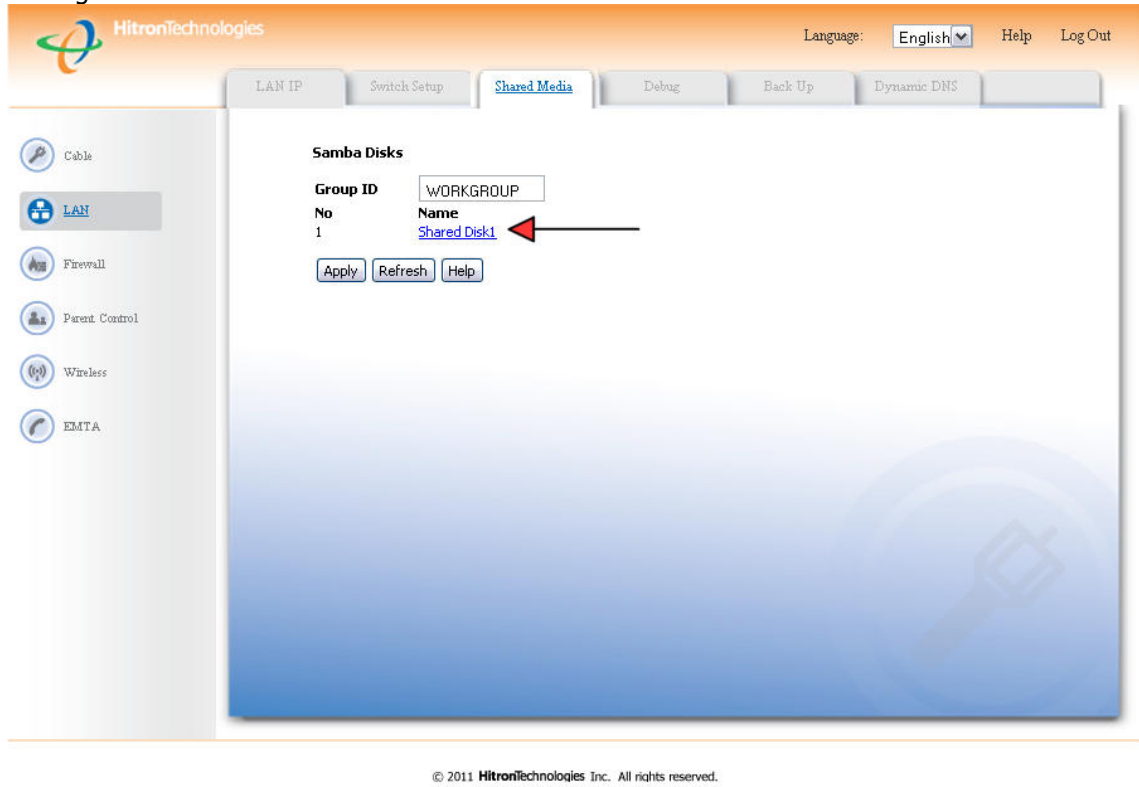 HitronTechnologies
Language: English Help Log Out
LAN IP Switch Setup Shared Media Debug Back Up Dynamic DNS
Cable
LAN
Firewall
Parent Control
Wireless
EMTA
Samba Disks
Group ID WORKGROUP
No Name
1 Shared Disk1
Apply Refresh Help
© 2011 HitronTechnologies Inc. All rights reserved.